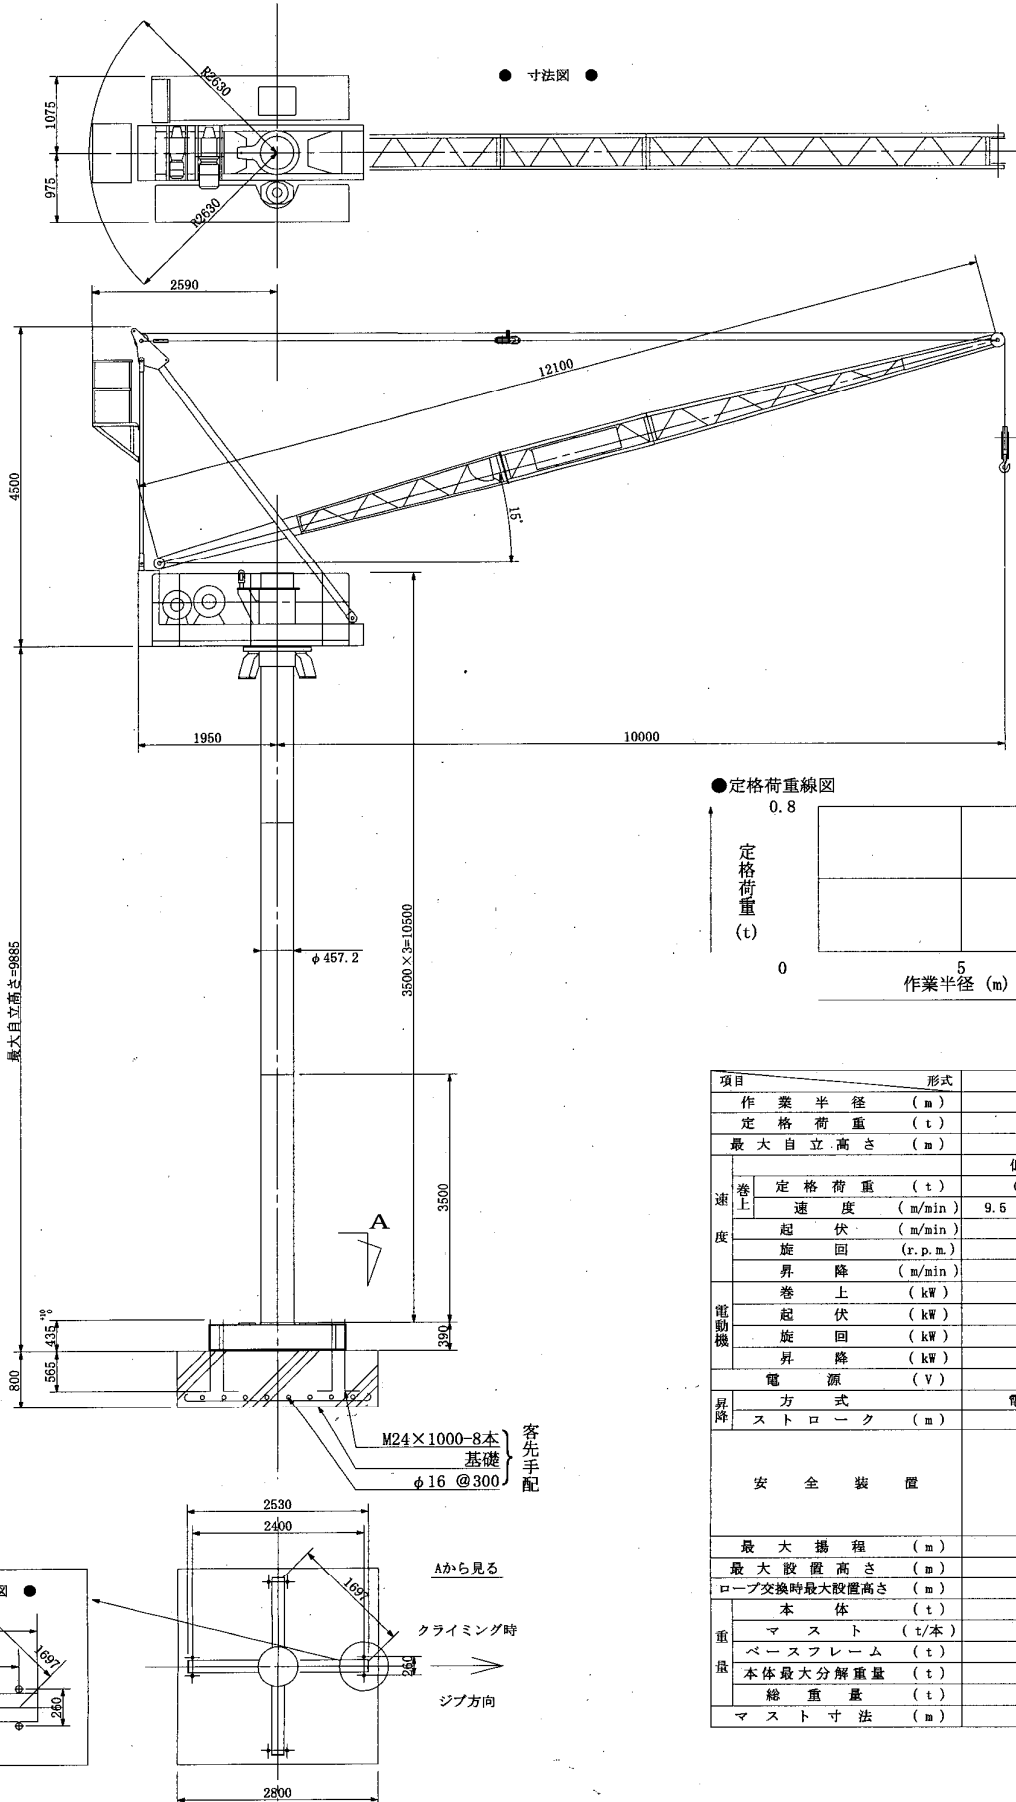 ● 寸法図 ●
R2630
1075
975
R2630
2590
12100
4500
15°
1950
10000
●定格荷重線図
0.8
定格荷重
(t)
0
5
作業半径 (m)
最大自立高さ=9885
φ457.2
3500×3=10500
3500
A
435 +10 0
390
800
565
M24×1000-8本
基礎
φ16 @300
客先手配
2530
2400
Aから見る
1697
クライミング時
260
ジブ方向
2800
図 ●
1697
260
項目 形式
作業半径 (m)
定格荷重 (t)
最大自立高さ (m)
速度
巻上
定格荷重 (t)
速度 (m/min) 9.5
起伏 (m/min)
旋回 (r.p.m.)
昇降 (m/min)
電動機
巻上 (kW)
起伏 (kW)
旋回 (kW)
昇降 (kW)
電源 (V)
昇降
方式
ストローク (m)
安全装置
最大揚程 (m)
最大設置高さ (m)
ロープ交換時最大設置高さ (m)
重量
本体 (t)
マスト (t/本)
ベースフレーム (t)
本体最大分解重量 (t)
総重量 (t)
マスト寸法 (m)